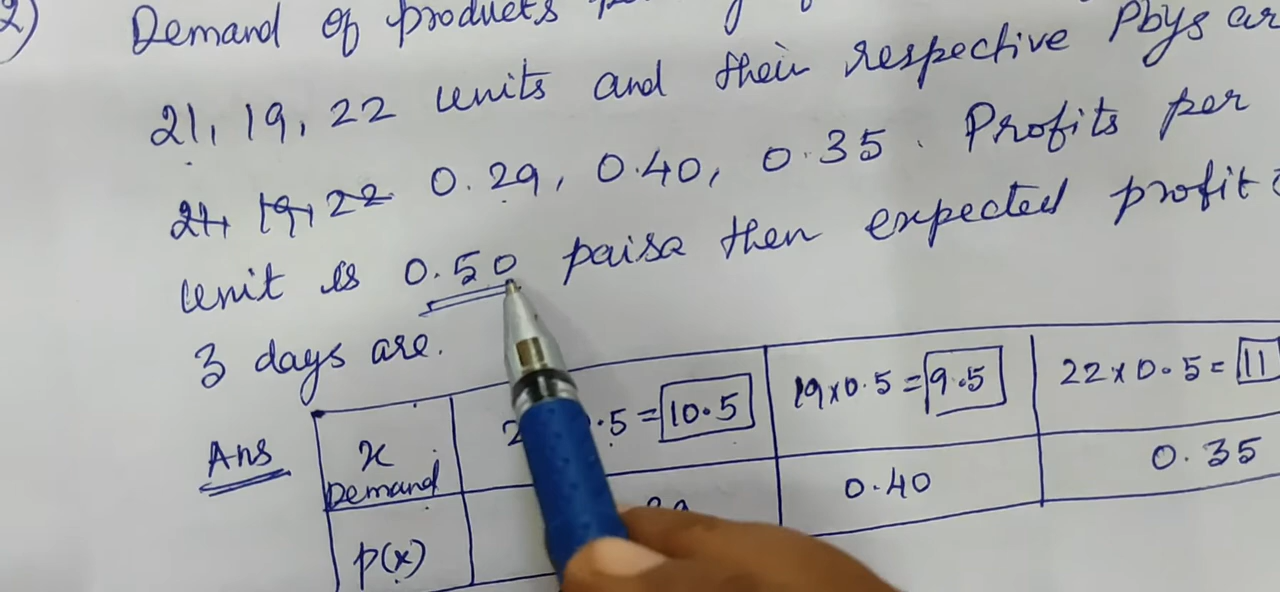 2) Demand of products
21, 19, 22 units and their respective Pbys
21, 19, 22 0.29, 0.40, 0.35. Profits per
unit is 0.50 paisa then expected profit
3 days are.
Ans
x Demand ·5 = 10.5 19x0.5 = 9.5 22x0.5 = 11
p(x) 0.40 0.35